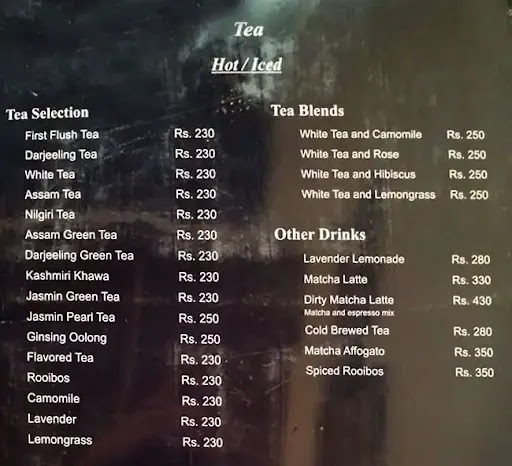 Tea
Hot / Iced
Tea Selection
First Flush Tea Rs. 230
Darjeeling Tea Rs. 230
White Tea Rs. 230
Assam Tea Rs. 230
Nilgiri Tea Rs. 230
Assam Green Tea Rs. 230
Darjeeling Green Tea Rs. 230
Kashmiri Khawa Rs. 230
Jasmin Green Tea Rs. 230
Jasmin Pearl Tea Rs. 250
Ginsing Oolong Rs. 250
Flavored Tea Rs. 230
Rooibos Rs. 230
Camomile Rs. 230
Lavender Rs. 230
Lemongrass Rs. 230
Tea Blends
White Tea and Camomile Rs. 250
White Tea and Rose Rs. 250
White Tea and Hibiscus Rs. 250
White Tea and Lemongrass Rs. 250
Other Drinks
Lavender Lemonade Rs. 280
Matcha Latte Rs. 330
Dirty Matcha Latte Rs. 430
Matcha and espresso mix
Cold Brewed Tea Rs. 280
Matcha Affogato Rs. 350
Spiced Rooibos Rs. 350